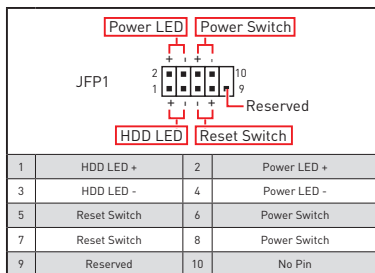 Power LED Power Switch
+ - + -
JFP1
2 10
1 9
+ - - +
Reserved
HDD LED Reset Switch
1 HDD LED + 2 Power LED +
3 HDD LED - 4 Power LED -
5 Reset Switch 6 Power Switch
7 Reset Switch 8 Power Switch
9 Reserved 10 No Pin